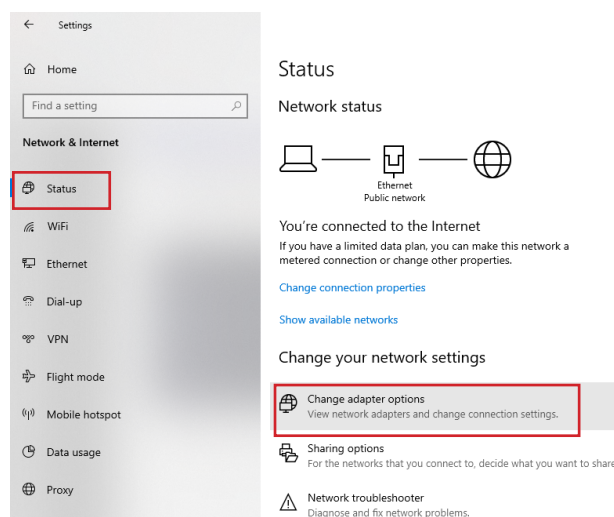 Settings
Home
Find a setting
Network & Internet
Status
WiFi
Ethernet
Dial-up
VPN
Flight mode
Mobile hotspot
Data usage
Proxy
Status
Network status
Ethernet
Public network
You're connected to the Internet
If you have a limited data plan, you can make this network a
metered connection or change other properties.
Change connection properties
Show available networks
Change your network settings
Change adapter options
View network adapters and change connection settings.
Sharing options
For the networks that you connect to, decide what you want to share
Network troubleshooter
Diagnose and fix network problems.